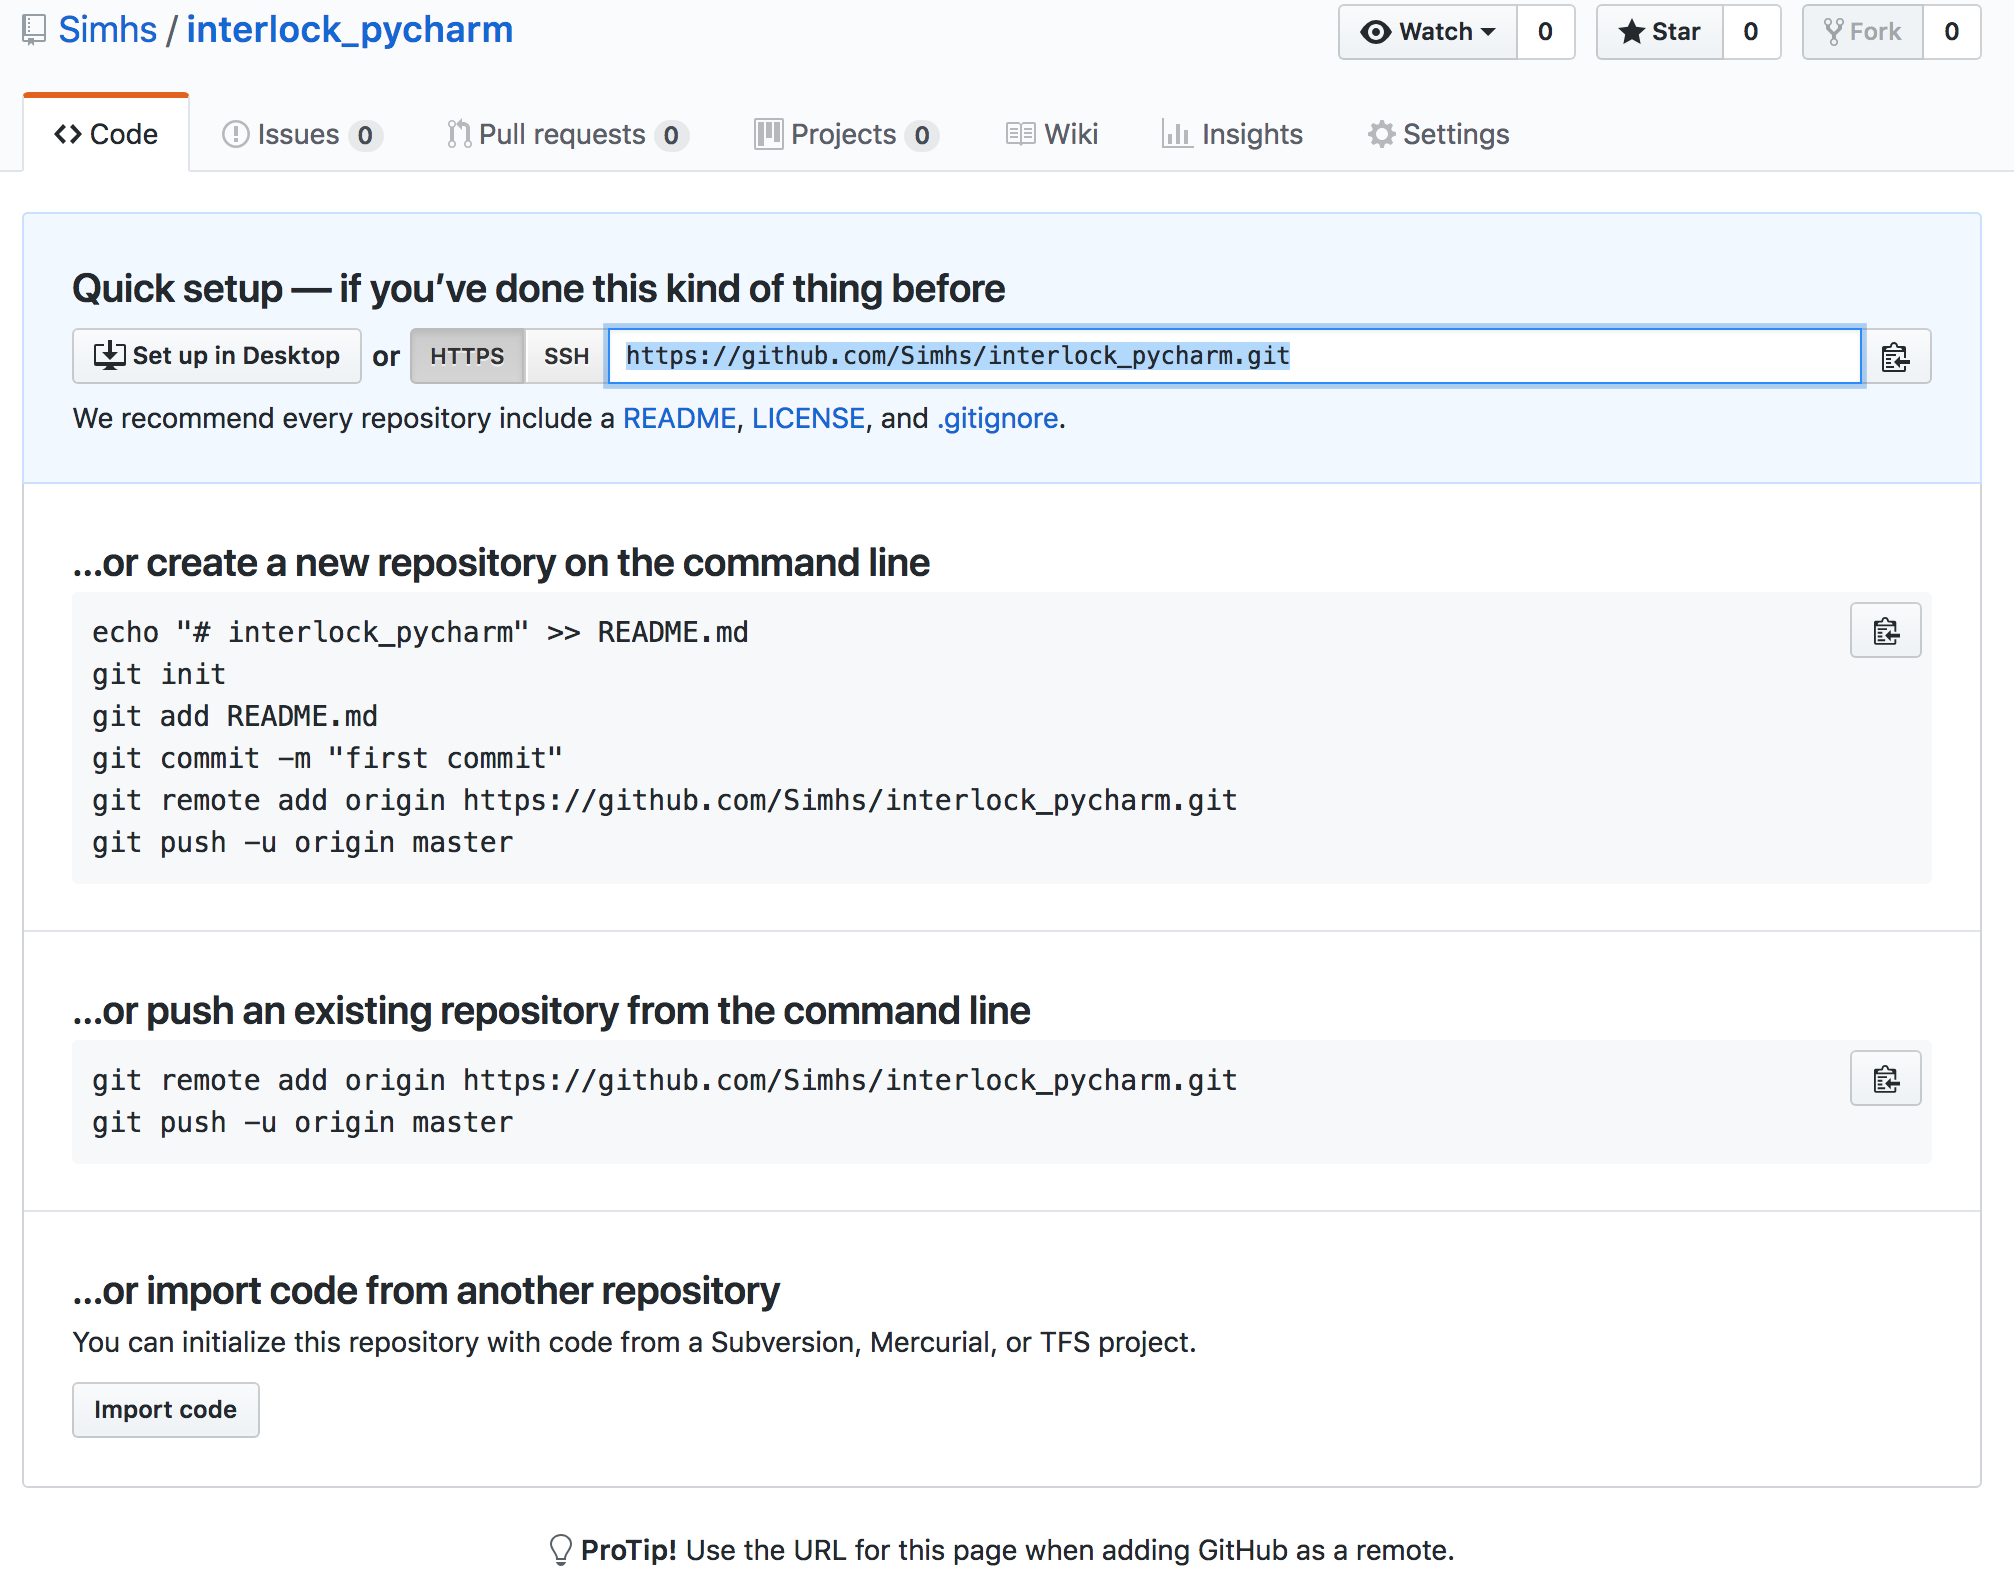 Simhs / interlock_pycharm
Watch 0 Star 0 Fork 0
Code Issues 0 Pull requests 0 Projects 0 Wiki Insights Settings
Quick setup — if you’ve done this kind of thing before
Set up in Desktop or HTTPS SSH https://github.com/Simhs/interlock_pycharm.git
We recommend every repository include a README, LICENSE, and .gitignore.
…or create a new repository on the command line
echo "# interlock_pycharm" >> README.md
git init
git add README.md
git commit -m "first commit"
git remote add origin https://github.com/Simhs/interlock_pycharm.git
git push -u origin master
…or push an existing repository from the command line
git remote add origin https://github.com/Simhs/interlock_pycharm.git
git push -u origin master
…or import code from another repository
You can initialize this repository with code from a Subversion, Mercurial, or TFS project.
Import code
ProTip! Use the URL for this page when adding GitHub as a remote.